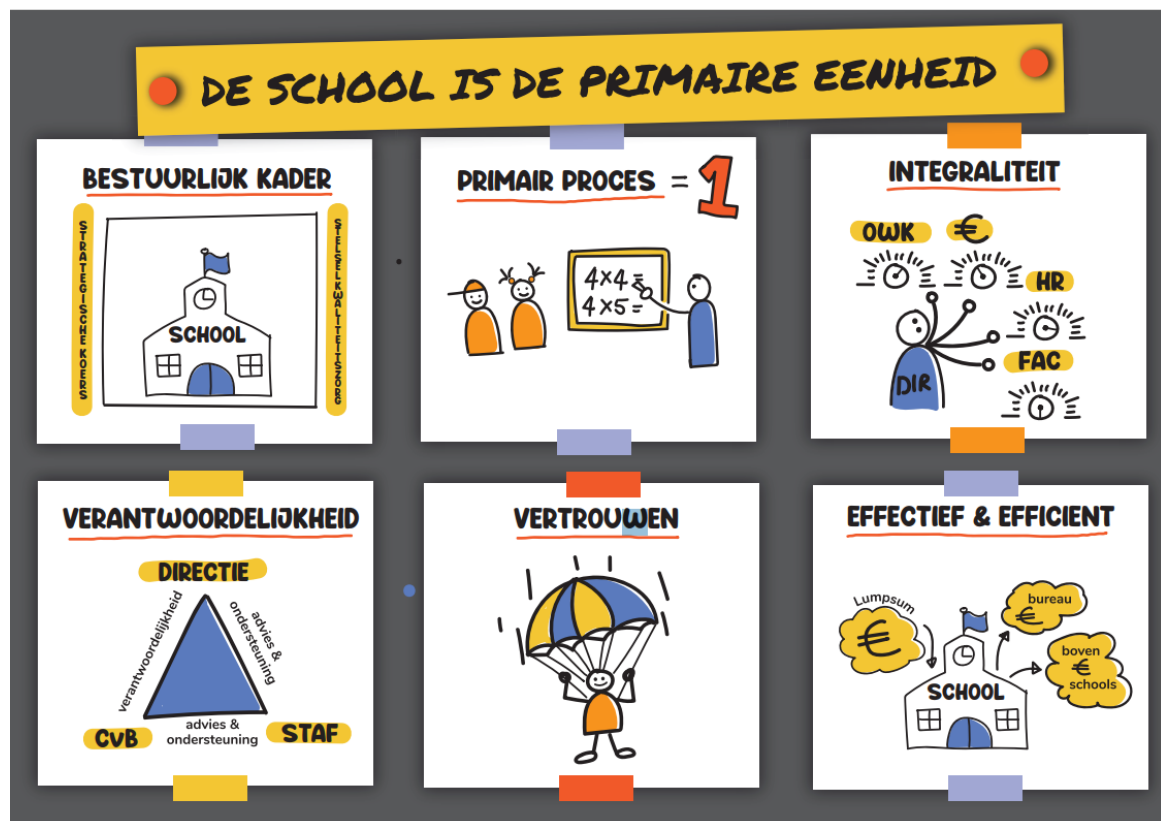 DE SCHOOL IS DE PRIMAIRE EENHEID
BESTUURLIJK KADER
STRATEGISCHE KOERS
SCHOOL
STELSELKWALITEITSZORG
PRIMAIR PROCES = 1
4×4=
4×5=
INTEGRALITEIT
OWK €
HR
FAC
DIR
VERANTWOORDELIJKHEID
DIRECTIE
verantwoordelijkheid
advies &
ondersteuning
CvB
advies &
ondersteuning
STAF
VERTROUWEN
EFFECTIEF & EFFICIENT
Lumpsum
€
bureau
€
boven
€
schools
SCHOOL